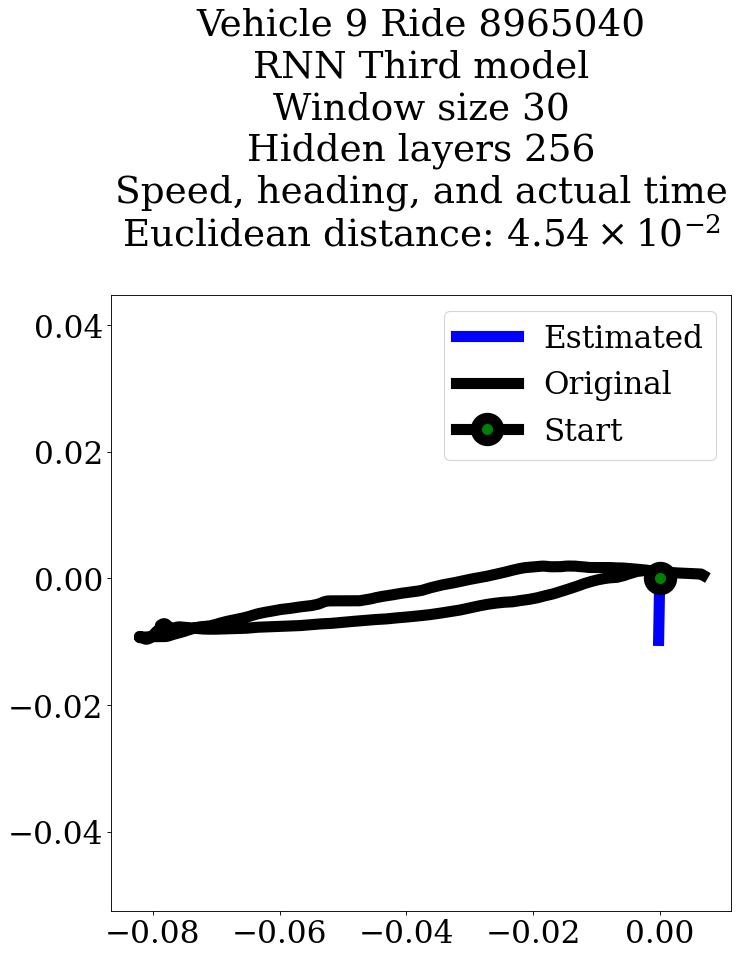 Vehicle 9 Ride 8965040
RNN Third model
Window size 30
Hidden layers 256
Speed, heading, and actual time
Euclidean distance: 4.54 × 10⁻²
Estimated
Original
Start
0.04
0.02
0.00
−0.02
−0.04
−0.08 −0.06 −0.04 −0.02 0.00